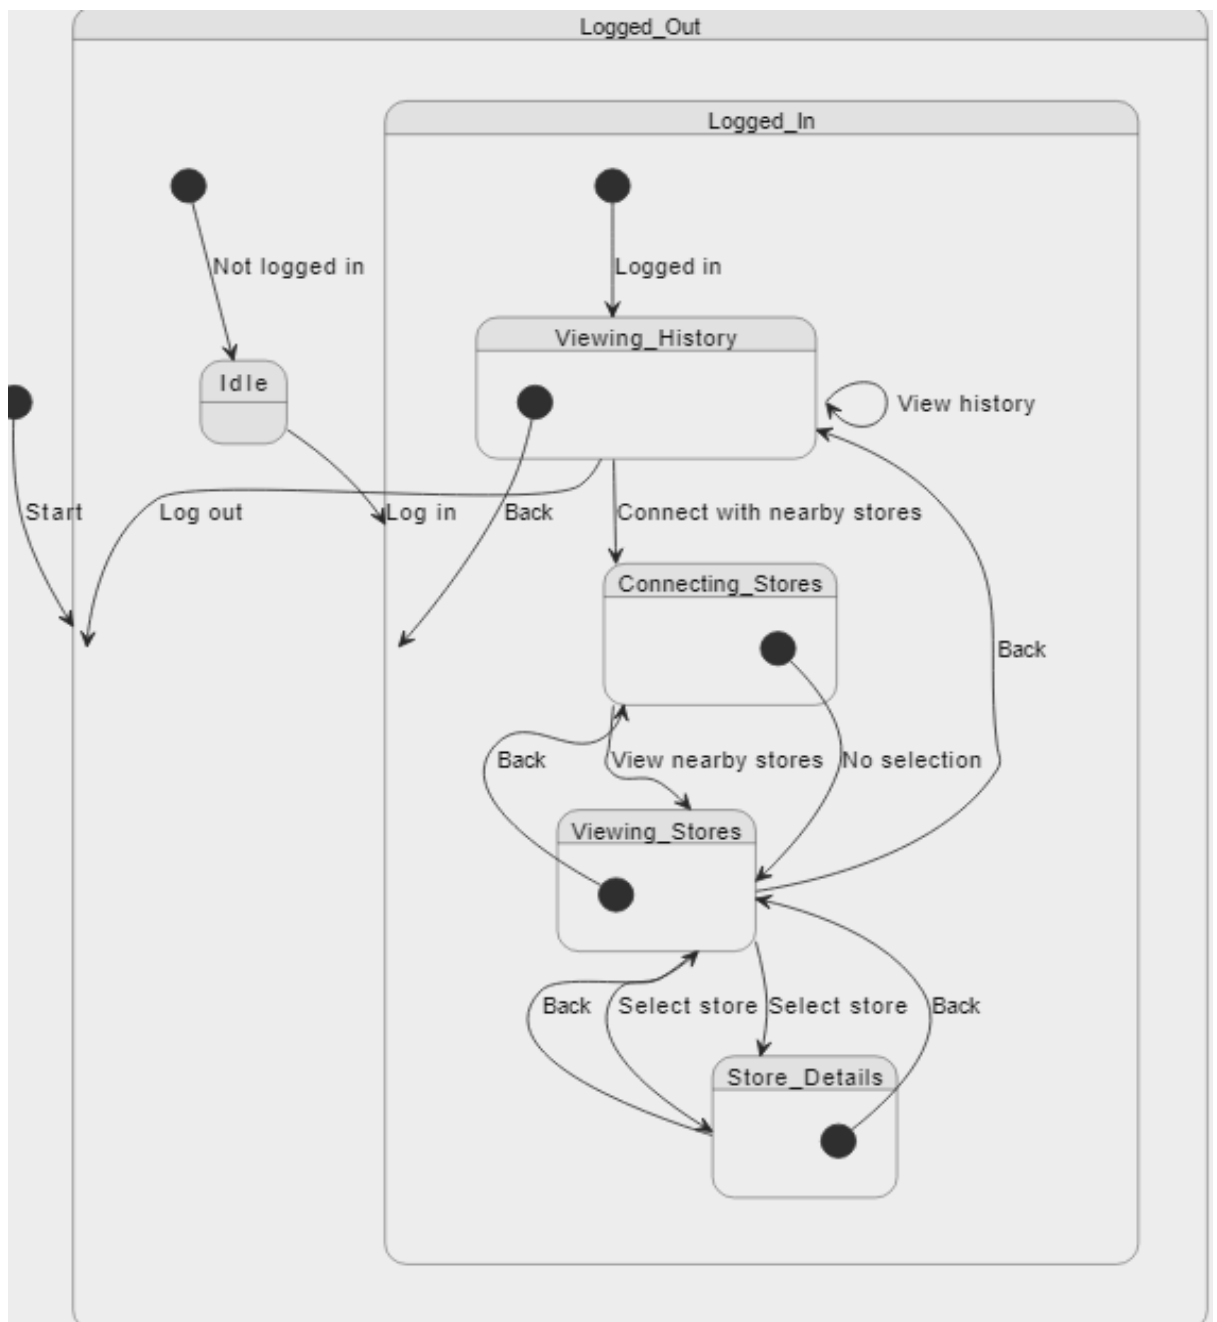 Logged_Out
Logged_In
Not logged in
Logged in
Viewing_History
Idle
View history
Start
Log out
Log in
Back
Connect with nearby stores
Connecting_Stores
Back
Back
View nearby stores
No selection
Viewing_Stores
Back
Select store
Select store
Back
Store_Details